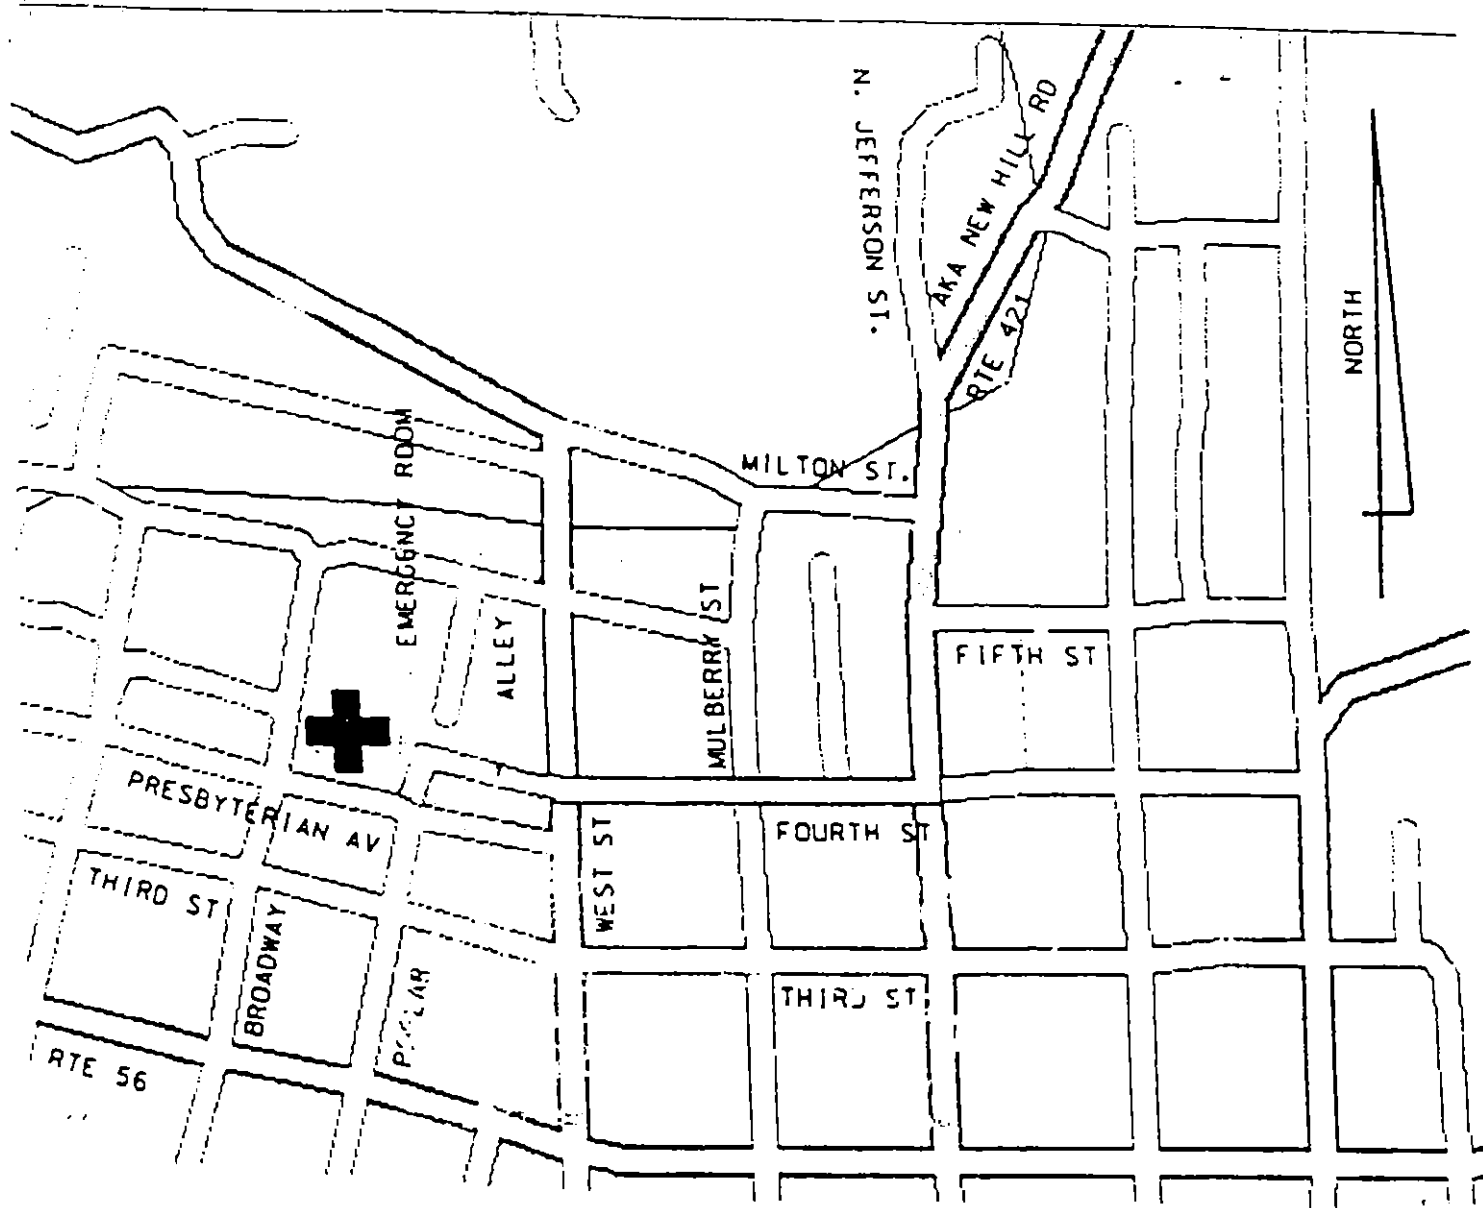 N. JEFFERSON ST.
AKA NEW HILL RD
RTE 421
NORTH
MILTON ST.
EMERGENCY ROOM
ALLEY
MULBERRY ST
FIFTH ST
PRESBYTERIAN AV
FOURTH ST
WEST ST
THIRD ST
BROADWAY
THIRD ST
RTE 56